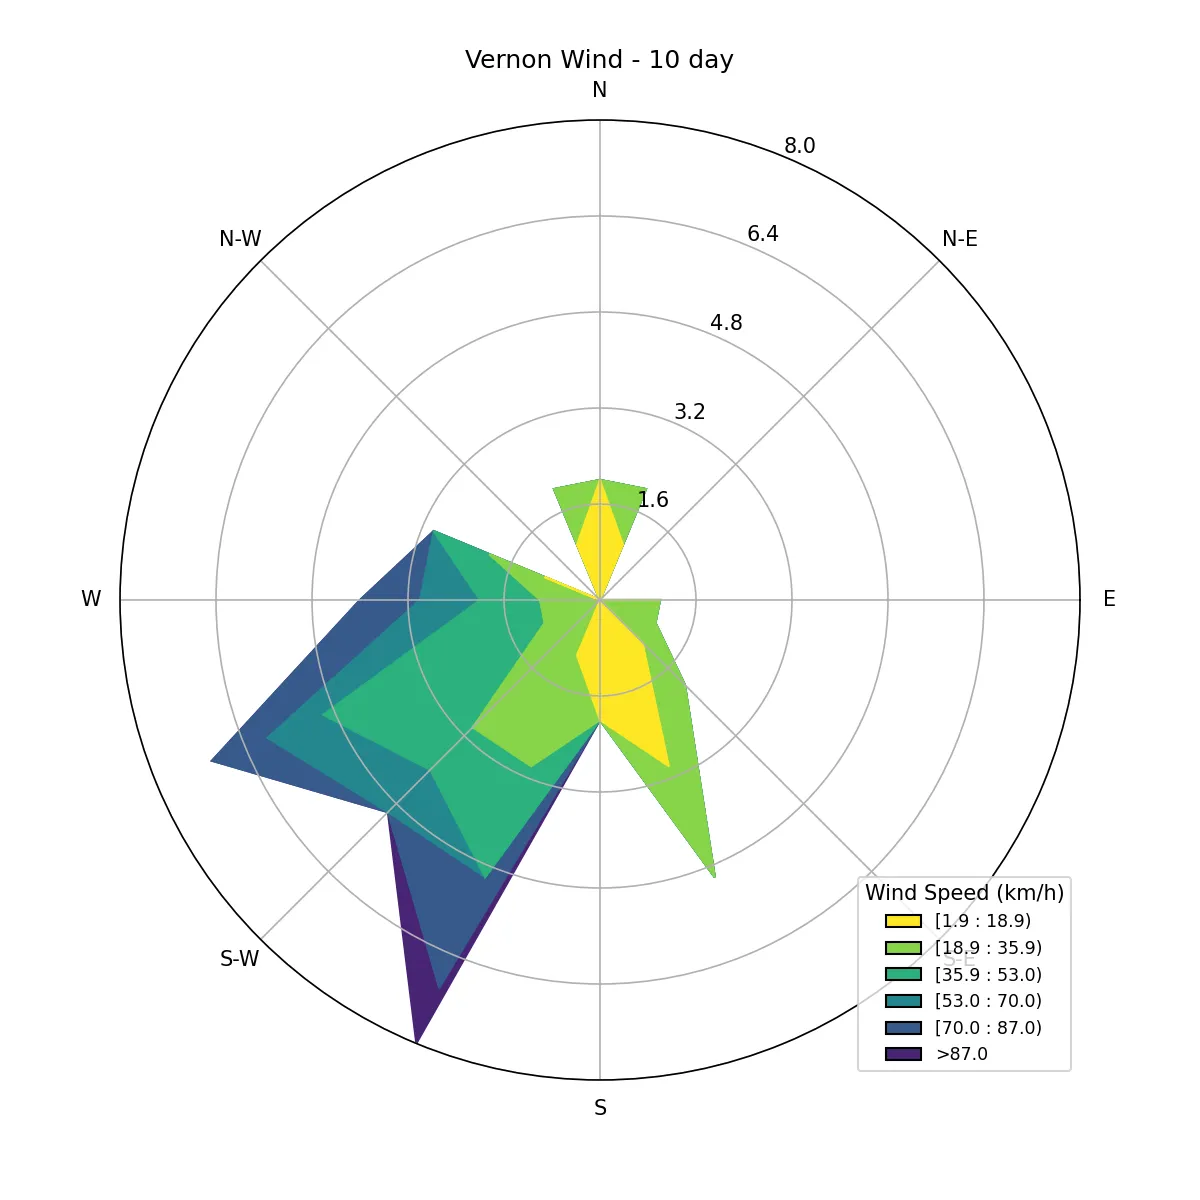 Vernon Wind - 10 day
N
8.0
N-W
6.4
N-E
4.8
3.2
1.6
W
E
S-W
S-E
S
Wind Speed (km/h)
[1.9 : 18.9)
[18.9 : 35.9)
[35.9 : 53.0)
[53.0 : 70.0)
[70.0 : 87.0)
>87.0